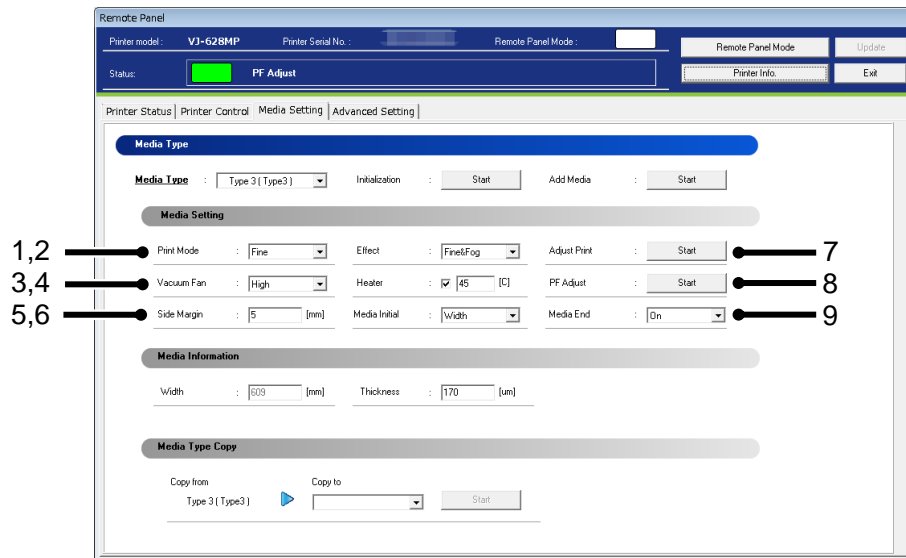 Remote Panel
Printer model : VJ-628MP Printer Serial No. : Remote Panel Mode :
Remote Panel Mode Update
Status: PF Adjust
Printer Info. Exit
Printer Status Printer Control Media Setting Advanced Setting
Media Type
Media Type : Type 3 ( Type3 ) Initialization : Start Add Media : Start
Media Setting
1,2 Print Mode : Fine Effect : Fine&Fog Adjust Print : Start 7
3,4 Vacuum Fan : High Heater : 45 [C] PF Adjust : Start 8
5,6 Side Margin : 5 [mm] Media Initial : Width Media End : On 9
Media Information
Width : 609 [mm] Thickness : 170 [um]
Media Type Copy
Copy from Copy to
Type 3 ( Type3 ) Start